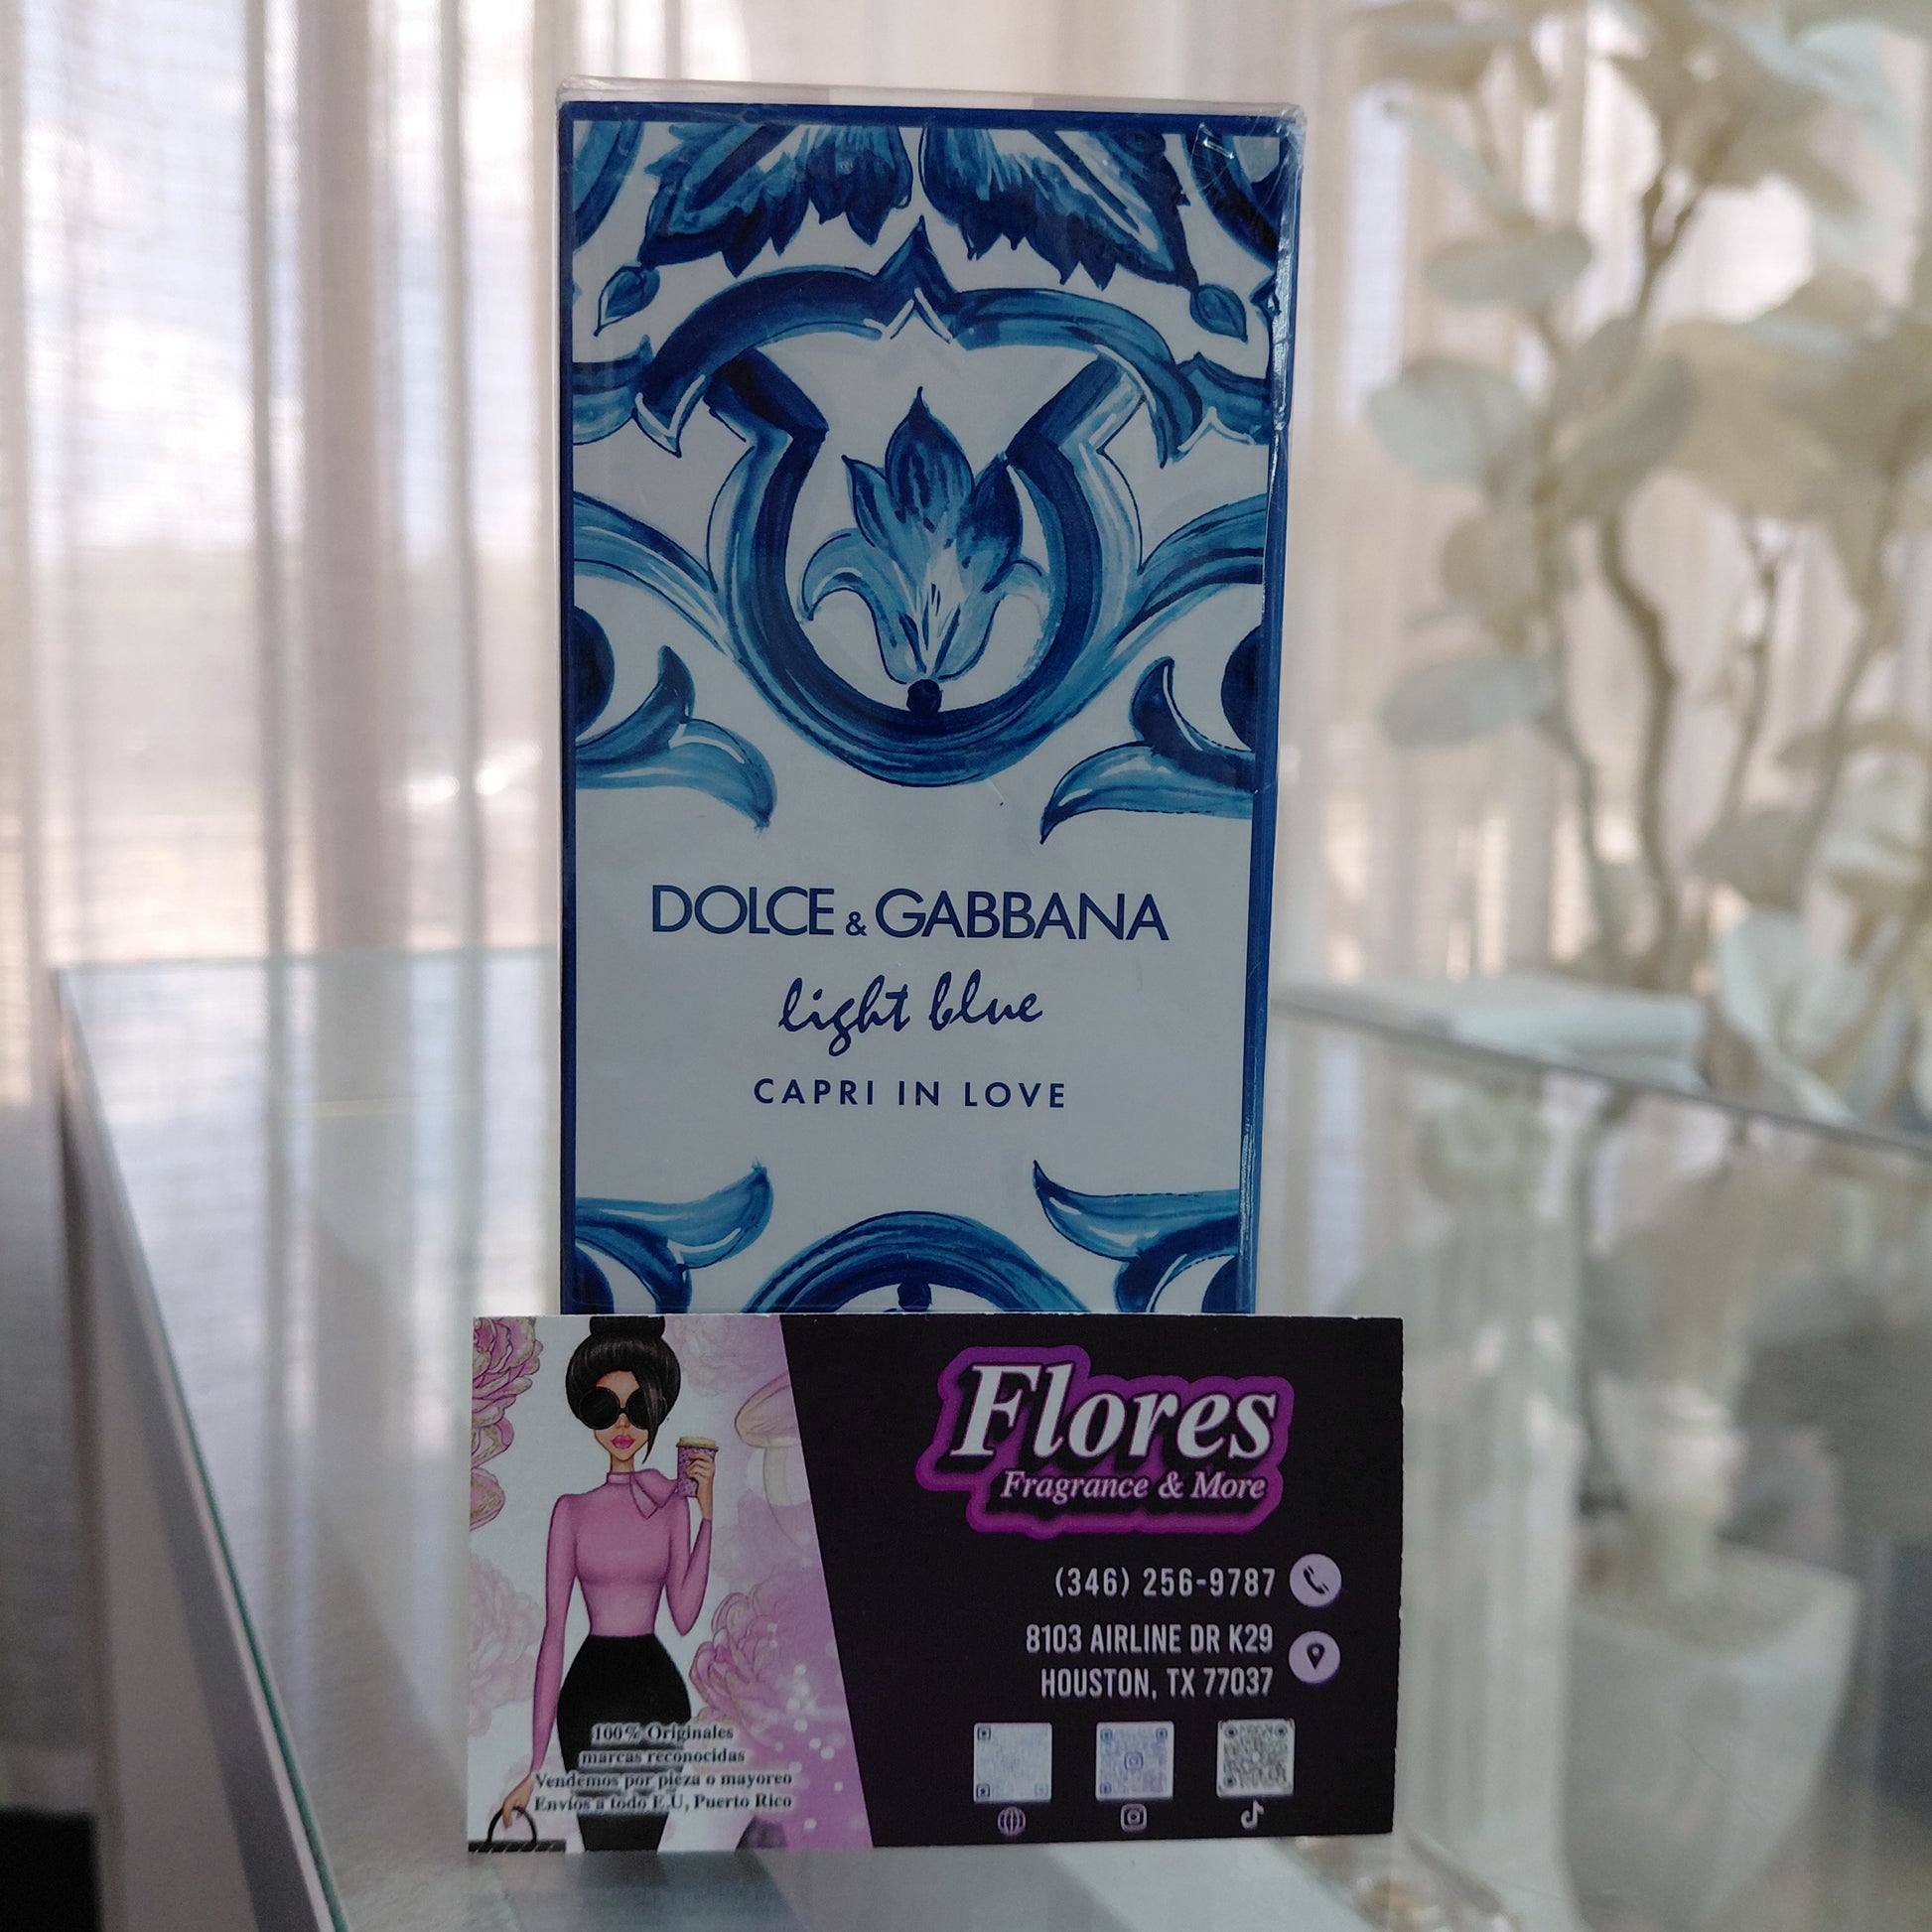 DOLCE & GABBANA
light blue
CAPRI IN LOVE
Flores
Fragrance & More
(346) 256-9787
8103 AIRLINE DR K29
HOUSTON, TX 77037
100% Originales
marcas reconocidas
Vendemos por pieza o mayoreo
Envíos a todo E.U, Puerto Rico